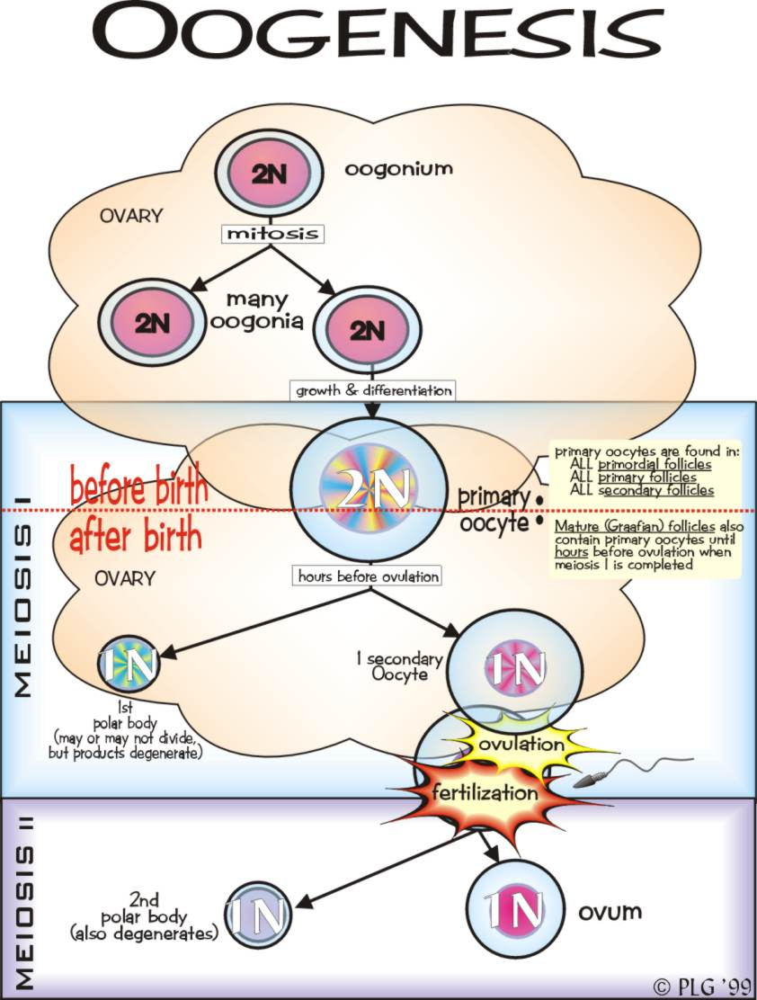 OOGENESIS
2N
oogonium
OVARY
mitosis
2N
many
oogonia
2N
growth & differentiation
MEIOSIS I
before birth
after birth
2N
primary •
oocyte •
primary oocytes are found in:
ALL primordial follicles
ALL primary follicles
ALL secondary follicles
Mature (Graafian) follicles also
contain primary oocytes until
hours before ovulation when
meiosis I is completed
OVARY
hours before ovulation
1N
1st
polar body
(may or may not divide,
but products degenerate)
1 secondary
Oocyte
1N
ovulation
fertilization
MEIOSIS II
2nd
polar body
(also degenerates)
1N
1N
ovum
© PLG '99